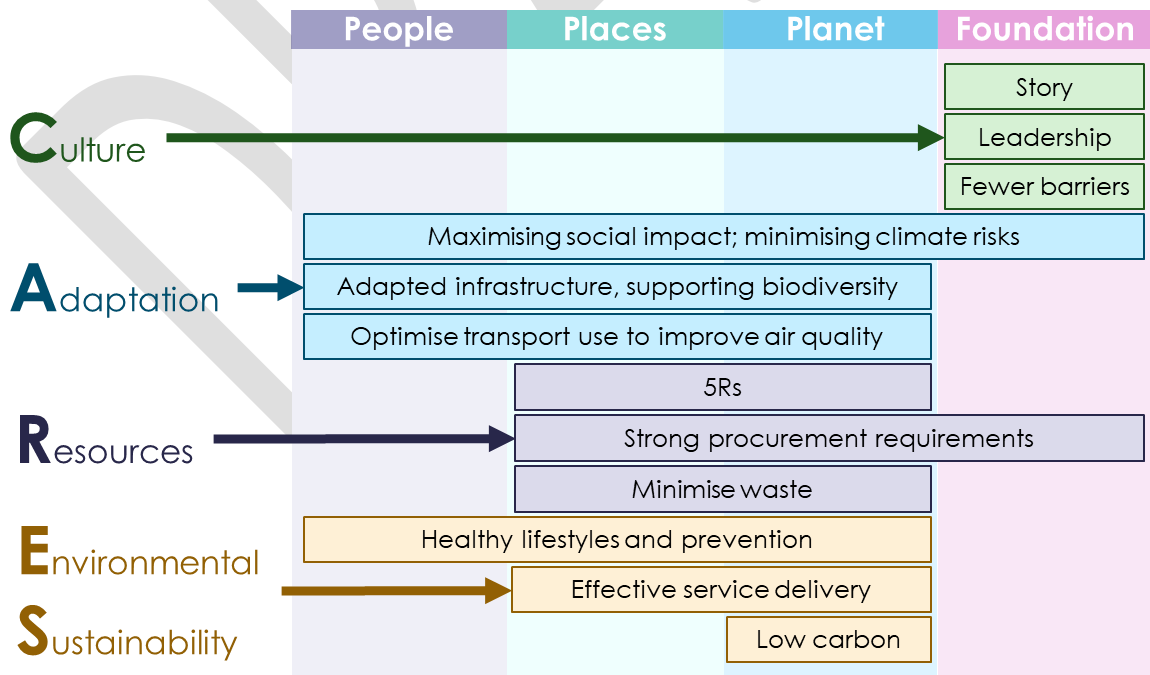 People Places Planet Foundation
Story
Culture
Leadership
Fewer barriers
Maximising social impact; minimising climate risks
Adaptation
Adapted infrastructure, supporting biodiversity
Optimise transport use to improve air quality
5Rs
Resources
Strong procurement requirements
Minimise waste
Healthy lifestyles and prevention
Environmental
Effective service delivery
Sustainability
Low carbon